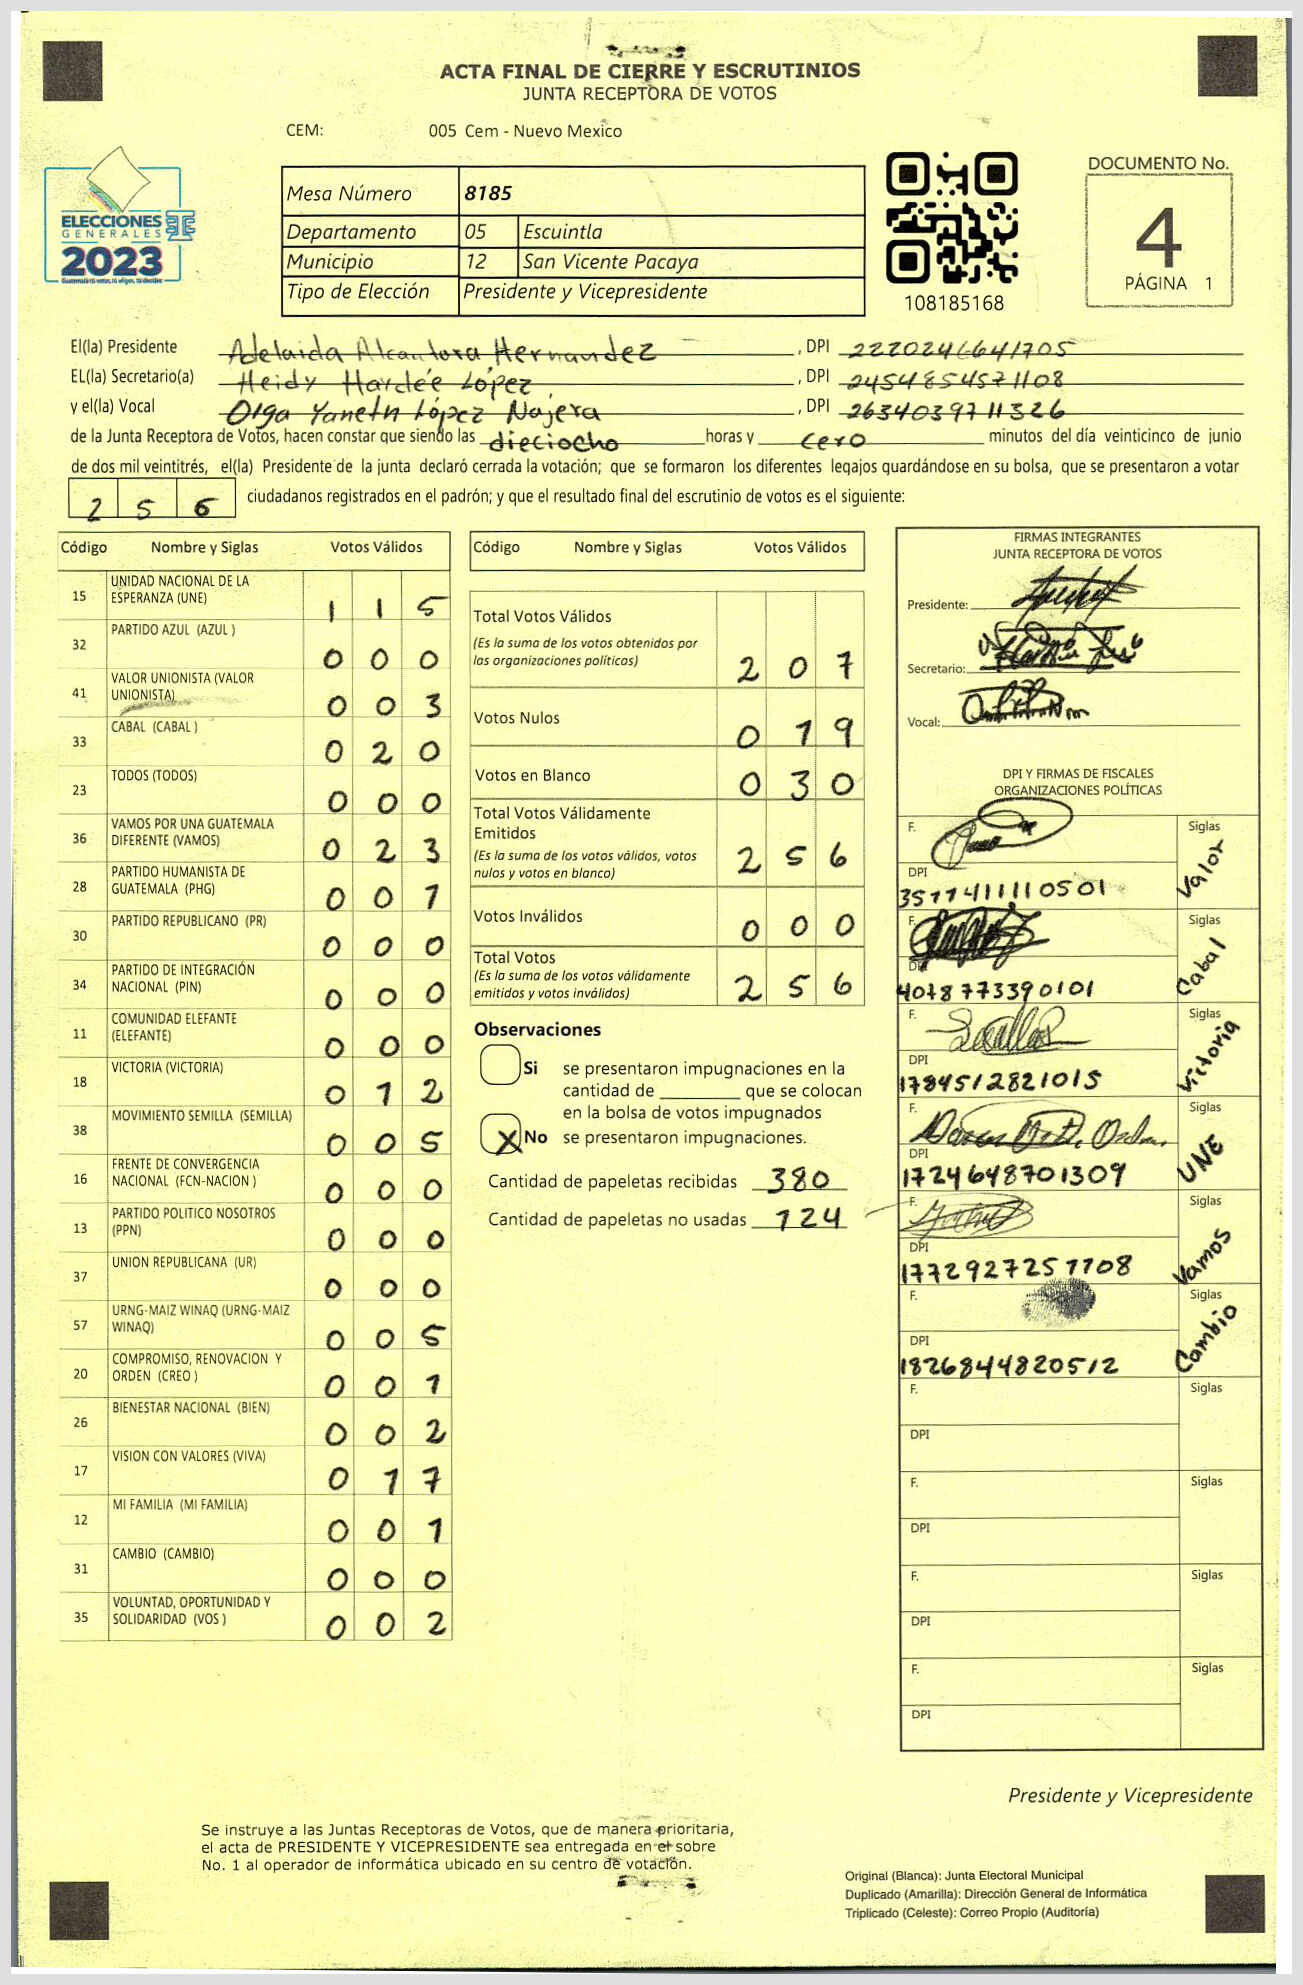 ACTA FINAL DE CIERRE Y ESCRUTINIOS
JUNTA RECEPTORA DE VOTOS
CEM: 005 Cem - Nuevo Mexico
ELECCIONES
GENERALES
2023
Mesa Número 8185
Departamento 05 Escuintla
Municipio 12 San Vicente Pacaya
Tipo de Elección Presidente y Vicepresidente
108185168
DOCUMENTO No.
4
PÁGINA 1
El(la) Presidente Adelaida Alcantara Hernandez, DPI 2220246641705
EL(la) Secretario(a) Heidy Hardée López, DPI 2454854571108
y el(la) Vocal Olga Yaneth López Najera, DPI 2634039711326
de la Junta Receptora de Votos, hacen constar que siendo las dieciocho horas y cero minutos del día veinticinco de junio
de dos mil veintitrés, el(la) Presidente de la junta declaró cerrada la votación; que se formaron los diferentes legajos guardándose en su bolsa, que se presentaron a votar
256 ciudadanos registrados en el padrón; y que el resultado final del escrutinio de votos es el siguiente:
Código Nombre y Siglas Votos Válidos
15 UNIDAD NACIONAL DE LA ESPERANZA (UNE) 1 1 5
32 PARTIDO AZUL (AZUL ) 0 0 0
41 VALOR UNIONISTA (VALOR UNIONISTA) 0 0 3
33 CABAL (CABAL ) 0 2 0
23 TODOS (TODOS) 0 0 0
36 VAMOS POR UNA GUATEMALA DIFERENTE (VAMOS) 0 2 3
28 PARTIDO HUMANISTA DE GUATEMALA (PHG) 0 0 1
30 PARTIDO REPUBLICANO (PR) 0 0 0
34 PARTIDO DE INTEGRACIÓN NACIONAL (PIN) 0 0 0
11 COMUNIDAD ELEFANTE (ELEFANTE) 0 0 0
18 VICTORIA (VICTORIA) 0 1 2
38 MOVIMIENTO SEMILLA (SEMILLA) 0 0 5
16 FRENTE DE CONVERGENCIA NACIONAL (FCN-NACION ) 0 0 0
13 PARTIDO POLITICO NOSOTROS (PPN) 0 0 0
37 UNION REPUBLICANA (UR) 0 0 0
57 URNG-MAIZ WINAQ (URNG-MAIZ WINAQ) 0 0 5
20 COMPROMISO, RENOVACION Y ORDEN (CREO ) 0 0 1
26 BIENESTAR NACIONAL (BIEN) 0 0 2
17 VISION CON VALORES (VIVA) 0 1 7
12 MI FAMILIA (MI FAMILIA) 0 0 1
31 CAMBIO (CAMBIO) 0 0 0
35 VOLUNTAD, OPORTUNIDAD Y SOLIDARIDAD (VOS ) 0 0 2
Código Nombre y Siglas Votos Válidos
Total Votos Válidos
(Es la suma de los votos obtenidos por
las organizaciones políticas) 2 0 7
Votos Nulos 0 1 9
Votos en Blanco 0 3 0
Total Votos Válidamente
Emitidos
(Es la suma de los votos válidos, votos
nulos y votos en blanco) 2 5 6
Votos Inválidos 0 0 0
Total Votos
(Es la suma de los votos válidamente
emitidos y votos inválidos) 2 5 6
Observaciones
Si se presentaron impugnaciones en la
cantidad de ________ que se colocan
en la bolsa de votos impugnados
X No se presentaron impugnaciones.
Cantidad de papeletas recibidas 380
Cantidad de papeletas no usadas 124
FIRMAS INTEGRANTES
JUNTA RECEPTORA DE VOTOS
Presidente:
Secretario:
Vocal:
DPI Y FIRMAS DE FISCALES
ORGANIZACIONES POLÍTICAS
F. Siglas Valor
DPI 3577411110501
F. Siglas Cabal
DPI 4018773390101
F. Siglas Victoria
DPI 1784512821015
F. Siglas UNE
DPI 1724648701309
F. Siglas Vamos
DPI 1772927251108
F. Siglas Cambio
DPI 1826844820512
F. Siglas
DPI
F. Siglas
DPI
F. Siglas
DPI
F. Siglas
DPI
Presidente y Vicepresidente
Se instruye a las Juntas Receptoras de Votos, que de manera prioritaria,
el acta de PRESIDENTE Y VICEPRESIDENTE sea entregada en el sobre
No. 1 al operador de informática ubicado en su centro de votación.
Original (Blanca): Junta Electoral Municipal
Duplicado (Amarilla): Dirección General de Informática
Triplicado (Celeste): Correo Propio (Auditoría)